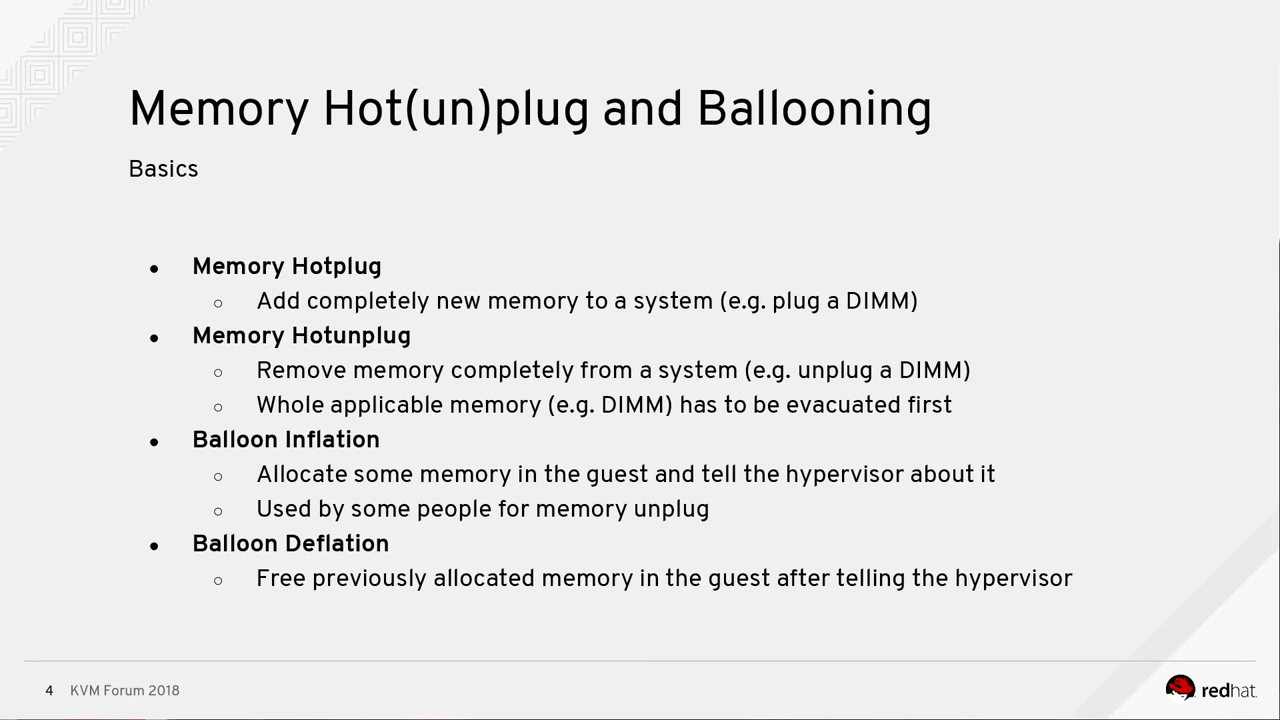 Memory Hot(un)plug and Ballooning
Basics
● Memory Hotplug
○ Add completely new memory to a system (e.g. plug a DIMM)
● Memory Hotunplug
○ Remove memory completely from a system (e.g. unplug a DIMM)
○ Whole applicable memory (e.g. DIMM) has to be evacuated first
● Balloon Inflation
○ Allocate some memory in the guest and tell the hypervisor about it
○ Used by some people for memory unplug
● Balloon Deflation
○ Free previously allocated memory in the guest after telling the hypervisor
4 KVM Forum 2018
redhat.